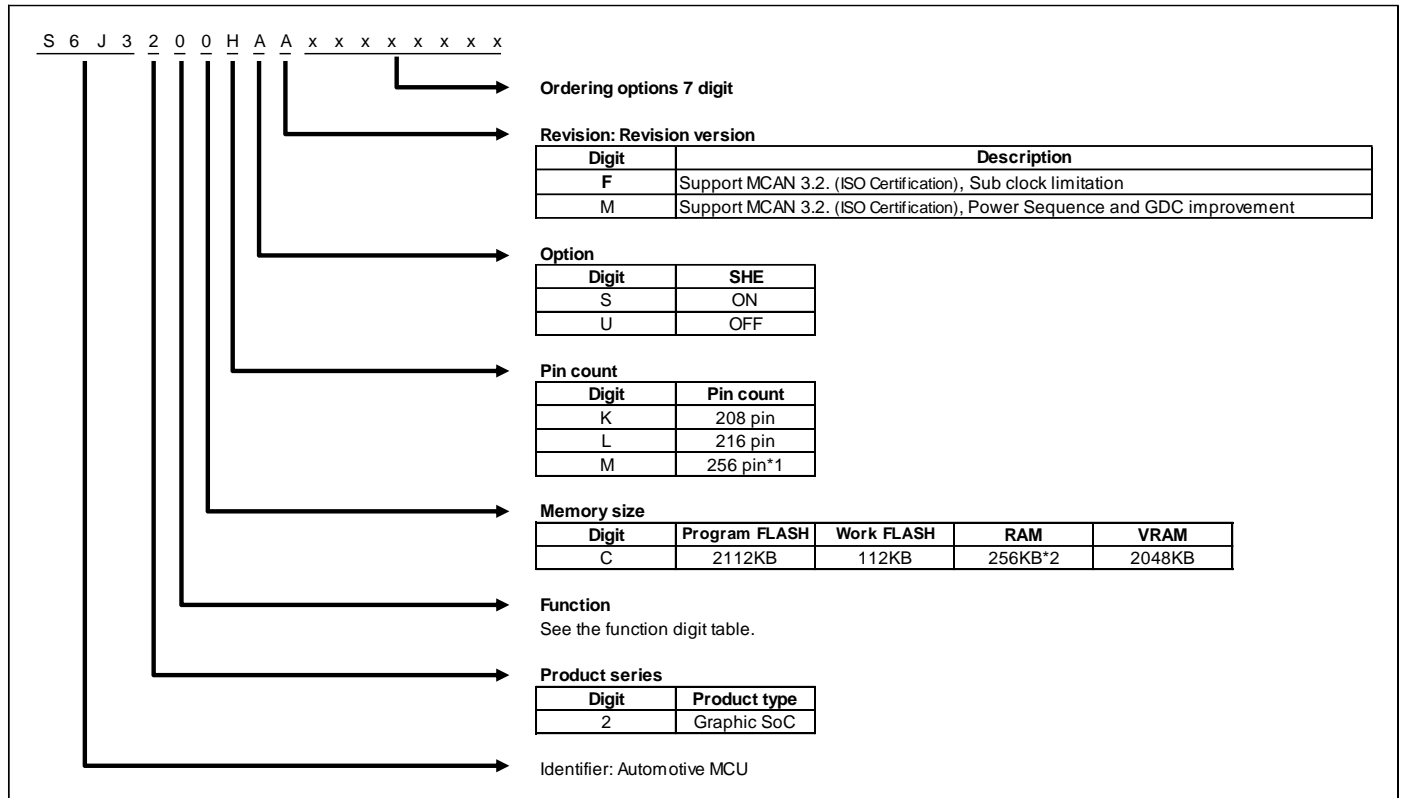 S 6 J 3 2 0 0 H A A x x x x x x x x
Ordering options 7 digit
Revision: Revision version
Digit Description
F Support MCAN 3.2. (ISO Certification), Sub clock limitation
M Support MCAN 3.2. (ISO Certification), Power Sequence and GDC improvement
Option
Digit SHE
S ON
U OFF
Pin count
Digit Pin count
K 208 pin
L 216 pin
M 256 pin*1
Memory size
Digit Program FLASH Work FLASH RAM VRAM
C 2112KB 112KB 256KB*2 2048KB
Function
See the function digit table.
Product series
Digit Product type
2 Graphic SoC
Identifier: Automotive MCU